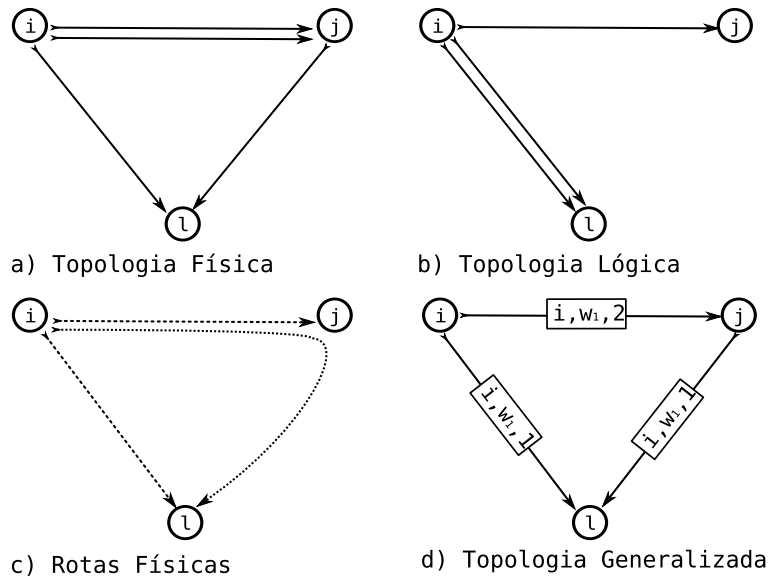 i j
l
a) Topologia Física
i j
l
b) Topologia Lógica
i j
l
c) Rotas Físicas
i i,w₁,2 j
i,w₁,1 i,w₁,1
l
d) Topologia Generalizada